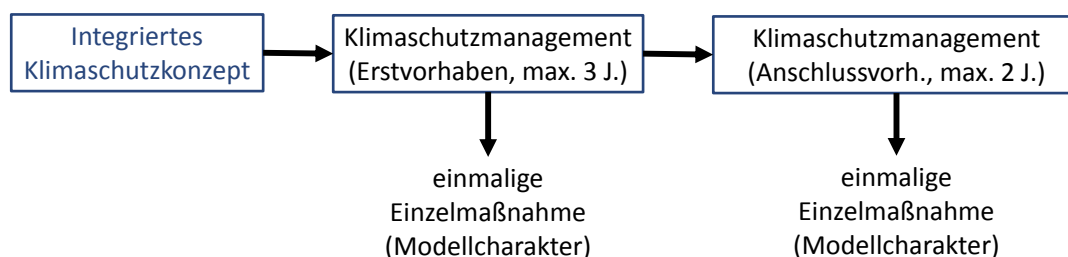 Integriertes
Klimaschutzkonzept
Klimaschutzmanagement
(Erstvorhaben, max. 3 J.)
Klimaschutzmanagement
(Anschlussvorh., max. 2 J.)
einmalige
Einzelmaßnahme
(Modellcharakter)
einmalige
Einzelmaßnahme
(Modellcharakter)